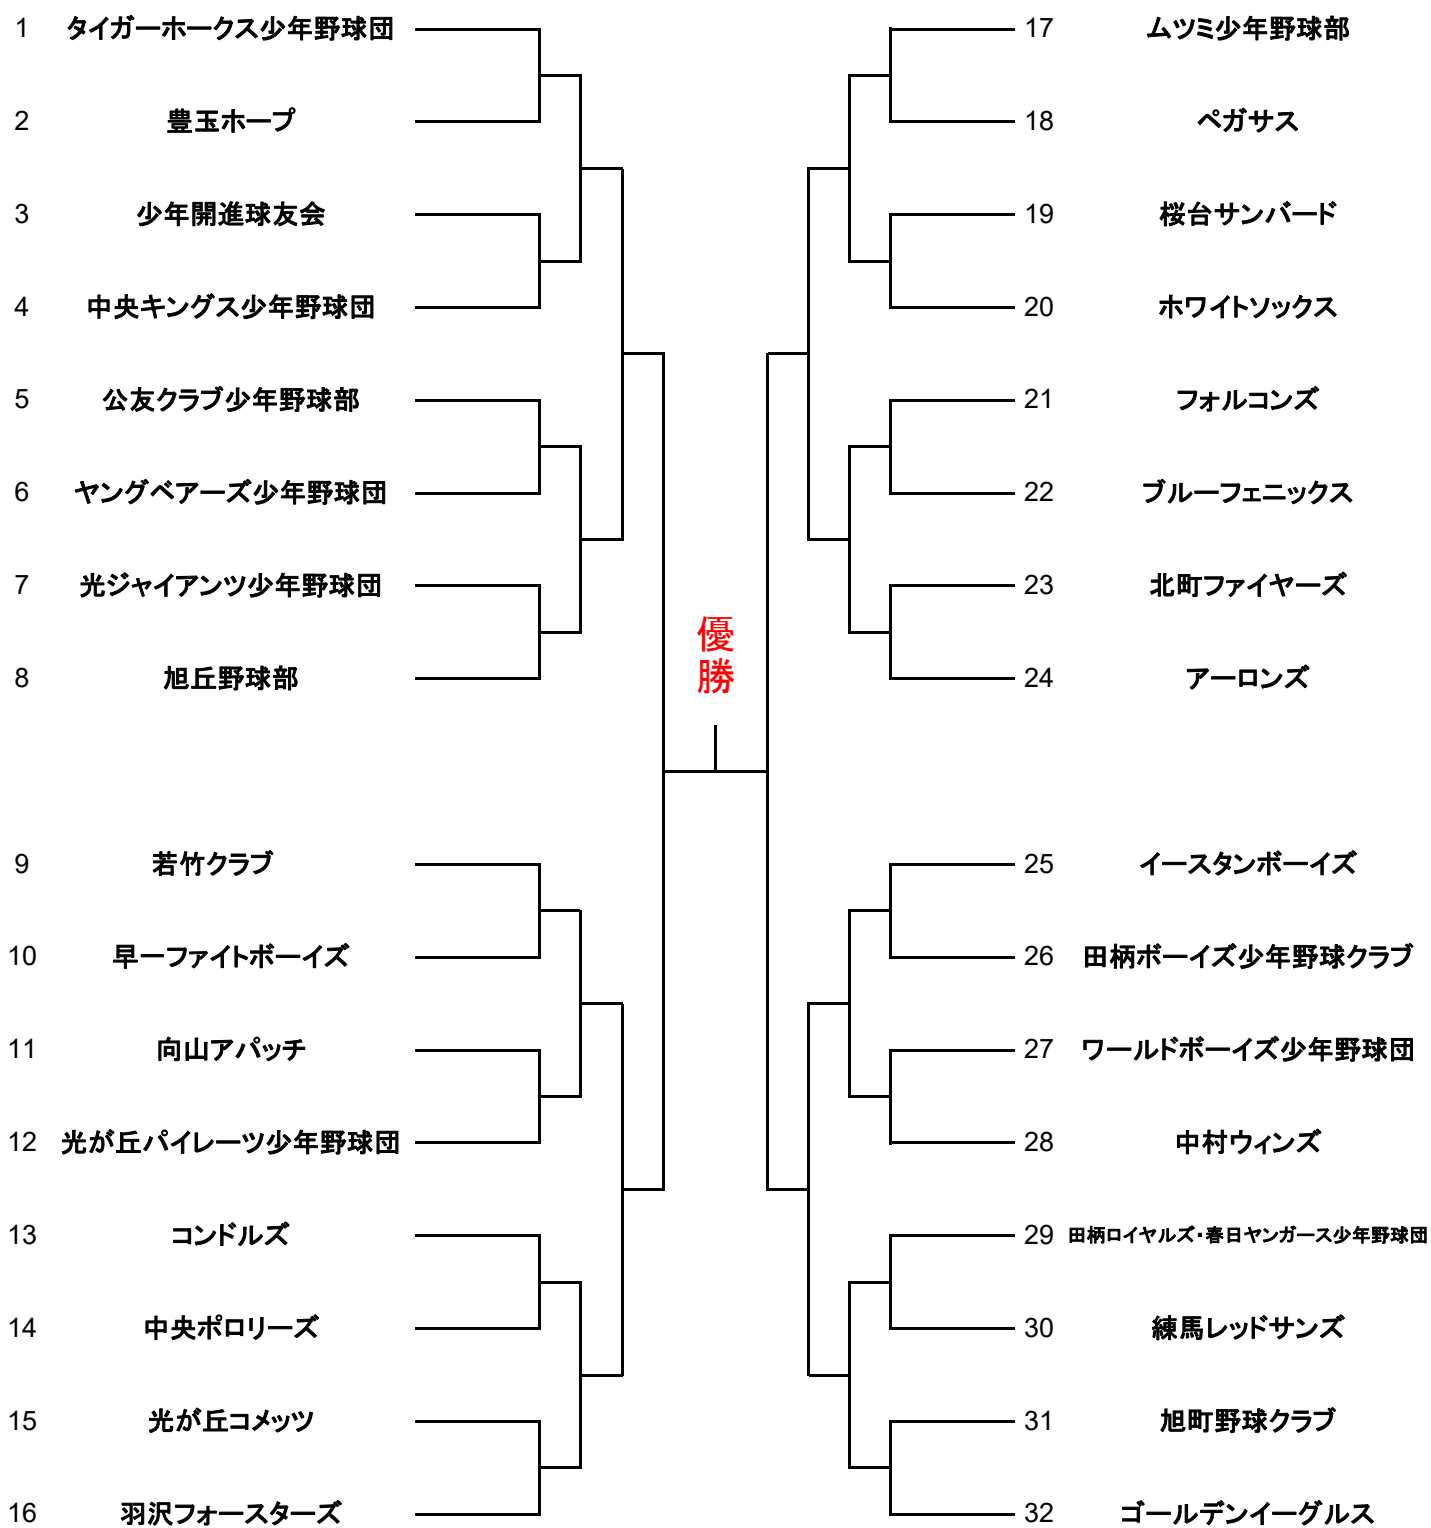 1 タイガーホークス少年野球団
2 豊玉ホープ
3 少年開進球友会
4 中央キングス少年野球団
5 公友クラブ少年野球部
6 ヤングベアーズ少年野球団
7 光ジャイアンツ少年野球団
8 旭丘野球部
9 若竹クラブ
10 早一ファイトボーイズ
11 向山アパッチ
12 光が丘パイレーツ少年野球団
13 コンドルズ
14 中央ポロリーズ
15 光が丘コメッツ
16 羽沢フォースターズ
優勝
17 ムツミ少年野球部
18 ペガサス
19 桜台サンバード
20 ホワイトソックス
21 フォルコンズ
22 ブルーフェニックス
23 北町ファイヤーズ
24 アーロンズ
25 イースタンボーイズ
26 田柄ボーイズ少年野球クラブ
27 ワールドボーイズ少年野球団
28 中村ウィンズ
29 田柄ロイヤルズ・春日ヤンガース少年野球団
30 練馬レッドサンズ
31 旭町野球クラブ
32 ゴールデンイーグルス